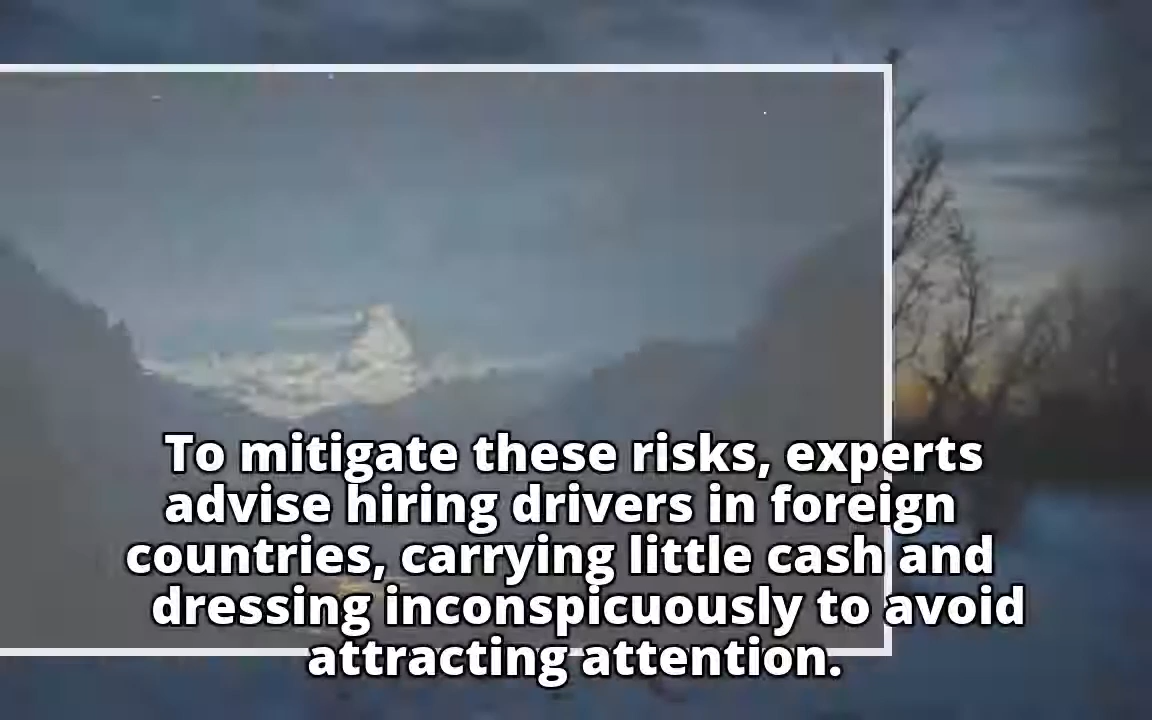 To mitigate these risks, experts
advise hiring drivers in foreign
countries, carrying little cash and
dressing inconspicuously to avoid
attracting attention.